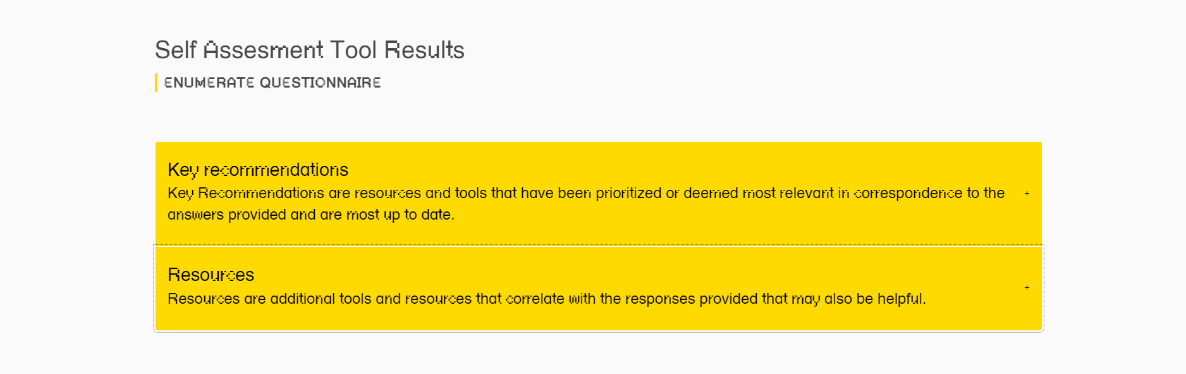 Self Assesment Tool Results
ENUMERATE QUESTIONNAIRE
Key recommendations
Key Recommendations are resources and tools that have been prioritized or deemed most relevant in correspondence to the
answers provided and are most up to date.
+
Resources
Resources are additional tools and resources that correlate with the responses provided that may also be helpful.
+